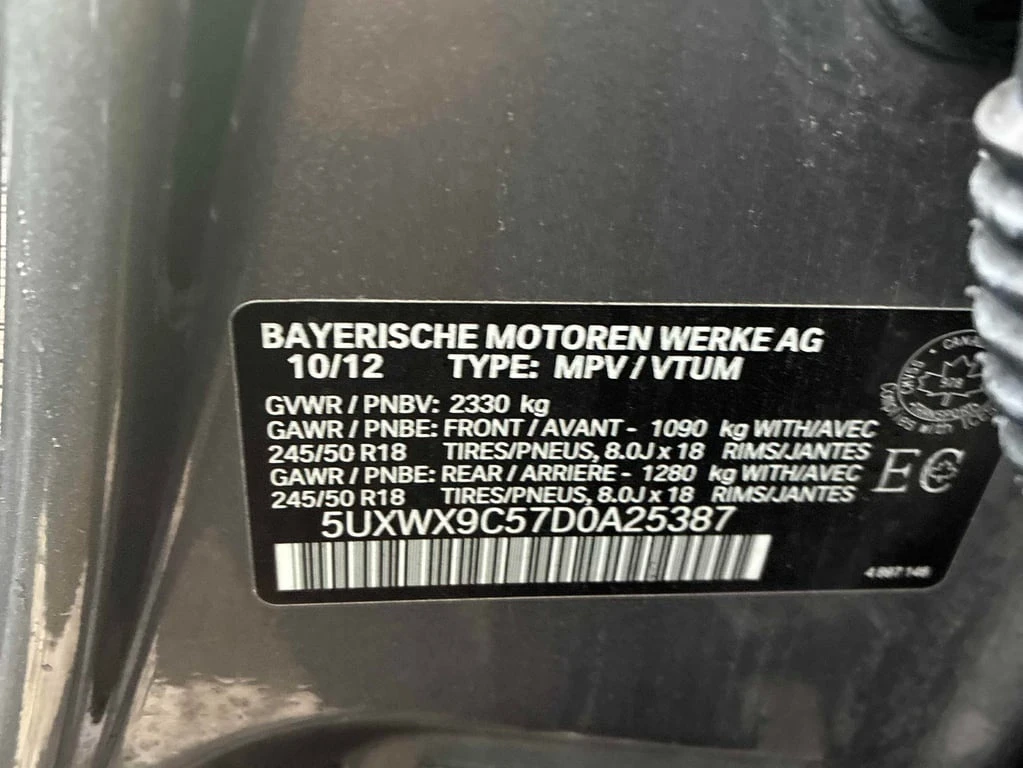 BAYERISCHE MOTOREN WERKE AG
10/12 TYPE: MPV / VTUM
GVWR / PNBV: 2330 kg
GAWR / PNBE: FRONT / AVANT - 1090 kg WITH/AVEC
245/50 R18 TIRES/PNEUS, 8.0J x 18 RIMS/JANTES
GAWR / PNBE: REAR / ARRIERE - 1280 kg WITH/AVEC
245/50 R18 TIRES/PNEUS, 8.0J x 18 RIMS/JANTES
EC
5UXWX9C57D0A25387